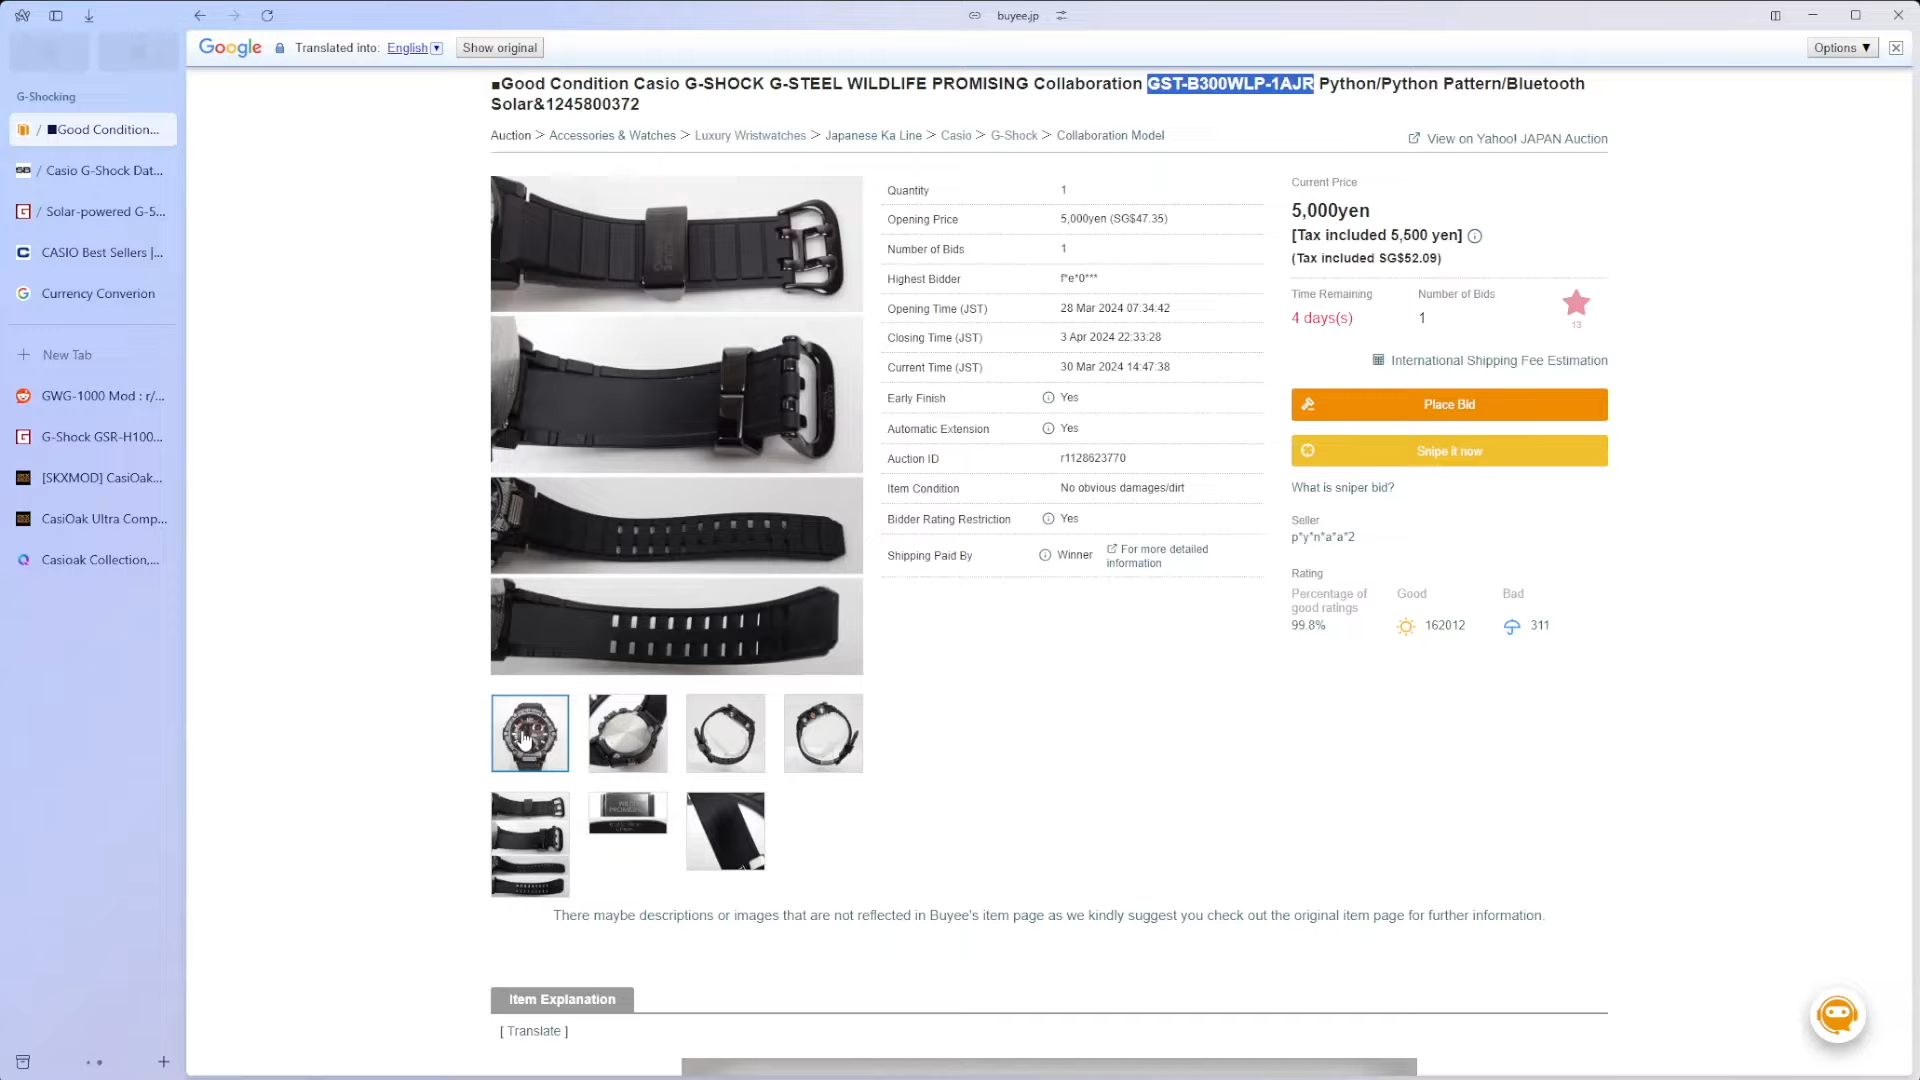 buyee.jp
Google Translated into: English Show original Options ▼
G-Shocking
/ ■Good Condition...
/ Casio G-Shock Dat...
/ Solar-powered G-5...
CASIO Best Sellers |...
Currency Converion
New Tab
GWG-1000 Mod : r/...
G-Shock GSR-H100...
[SKXMOD] CasiOak...
CasiOak Ultra Comp...
Casioak Collection,...
■Good Condition Casio G-SHOCK G-STEEL WILDLIFE PROMISING Collaboration GST-B300WLP-1AJR Python/Python Pattern/Bluetooth
Solar&1245800372
Auction > Accessories & Watches > Luxury Wristwatches > Japanese Ka Line > Casio > G-Shock > Collaboration Model
View on Yahoo! JAPAN Auction
Quantity 1
Opening Price 5,000yen (SG$47.35)
Number of Bids 1
Highest Bidder f*e*0***
Opening Time (JST) 28 Mar 2024 07:34:42
Closing Time (JST) 3 Apr 2024 22:33:28
Current Time (JST) 30 Mar 2024 14:47:38
Early Finish Yes
Automatic Extension Yes
Auction ID r1128623770
Item Condition No obvious damages/dirt
Bidder Rating Restriction Yes
Shipping Paid By Winner For more detailed
information
Current Price
5,000yen
[Tax included 5,500 yen]
(Tax included SG$52.09)
Time Remaining Number of Bids
4 days(s) 1
13
International Shipping Fee Estimation
Place Bid
Snipe it now
What is sniper bid?
Seller
p*y*n*a*a*2
Rating
Percentage of Good Bad
good ratings
99.8% 162012 311
There maybe descriptions or images that are not reflected in Buyee's item page as we kindly suggest you check out the original item page for further information.
Item Explanation
[ Translate ]